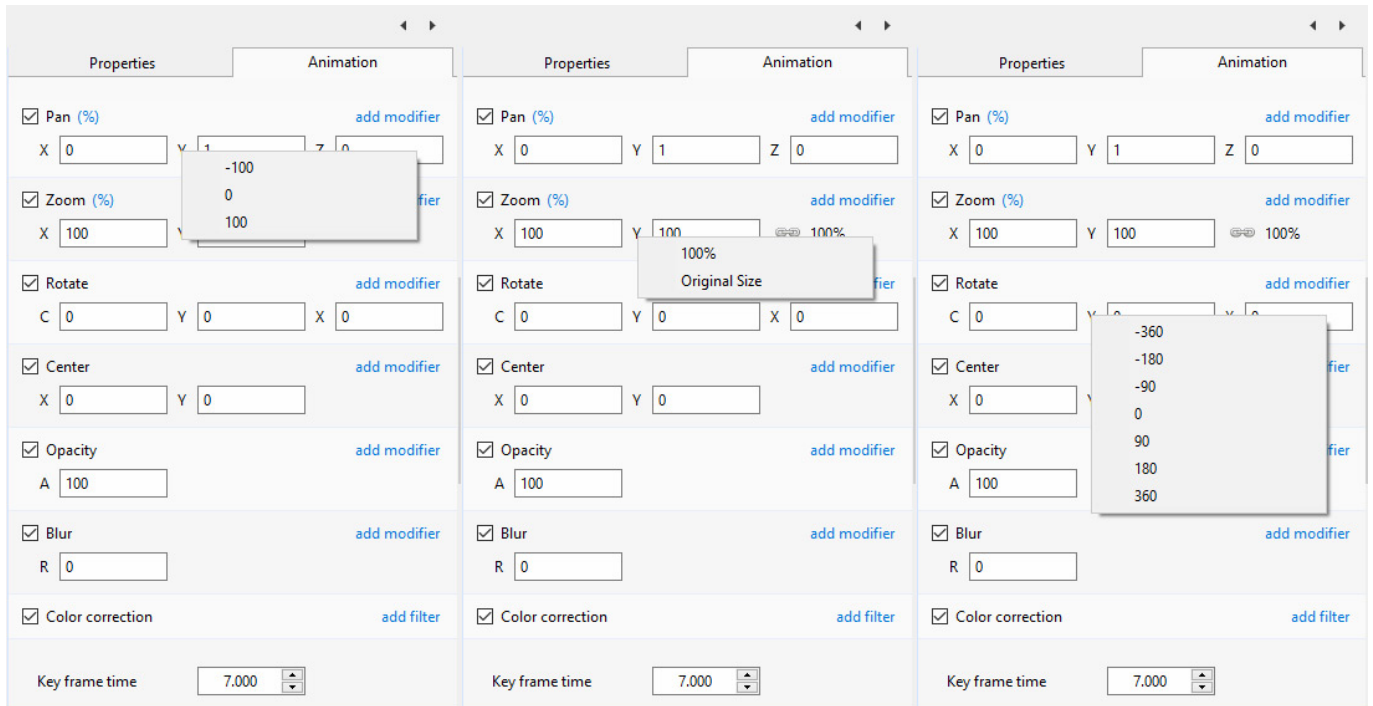 Properties Animation
Pan (%) add modifier
X 0 Y 1 Z 0
-100
0
100
Zoom (%) fier
X 100
Rotate add modifier
C 0 Y 0 X 0
Center add modifier
X 0 Y 0
Opacity add modifier
A 100
Blur add modifier
R 0
Color correction add filter
Key frame time 7.000
Properties Animation
Pan (%) add modifier
X 0 Y 1 Z 0
Zoom (%) add modifier
X 100 Y 100 100%
100%
Original Size
Rotate fier
C 0 Y 0 X 0
Center add modifier
X 0 Y 0
Opacity add modifier
A 100
Blur add modifier
R 0
Color correction add filter
Key frame time 7.000
Properties Animation
Pan (%) add modifier
X 0 Y 1 Z 0
Zoom (%) add modifier
X 100 Y 100 100%
Rotate add modifier
C 0
-360
-180
-90
0
90
180
360
Center fier
X 0
Opacity fier
A 100
Blur add modifier
R 0
Color correction add filter
Key frame time 7.000